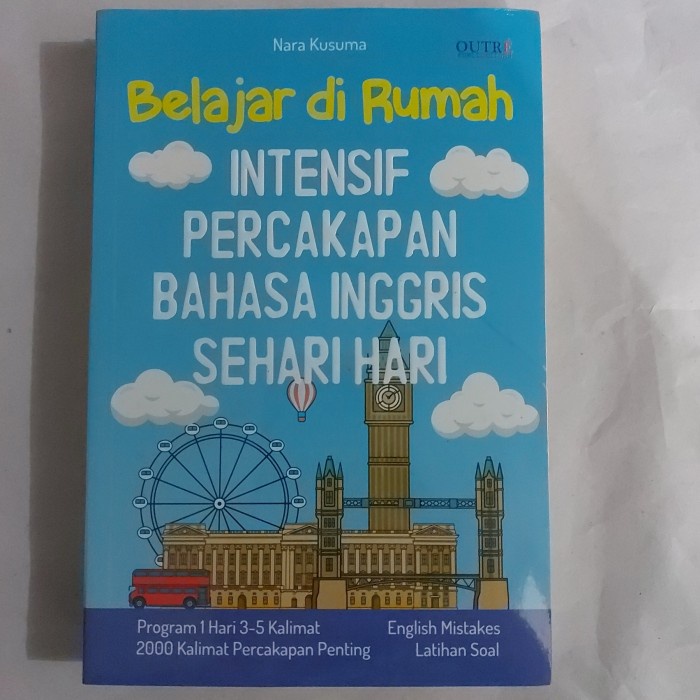 Nara Kusuma
OUTR
Belajar di Rumah
INTENSIF
PERCAKAPAN
BAHASA INGGRIS
SEHARI HARI
Program 1 Hari 3-5 Kalimat
2000 Kalimat Percakapan Penting
English Mistakes
Latihan Soal